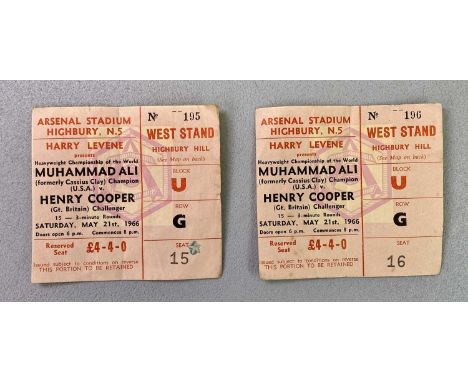 ARSENAL STADIUM
HIGHBURY, N.5
HARRY LEVENE
presents
Heavyweight Championship of the World
MUHAMMAD ALI
(formerly Cassius Clay) Champion
(U.S.A.) v.
HENRY COOPER
(Gt. Britain) Challenger
15 — 3-minute Rounds
SATURDAY, MAY 21st, 1966
Doors open 6 p.m. Commences 8 p.m.
Reserved Seat £4-4-0
Issued subject to conditions on reverse
THIS PORTION TO BE RETAINED
No 195
WEST STAND
HIGHBURY HILL
(See Map on back)
BLOCK
U
ROW
G
SEAT
15
ARSENAL STADIUM
HIGHBURY, N.5
HARRY LEVENE
presents
Heavyweight Championship of the World
MUHAMMAD ALI
(formerly Cassius Clay) Champion
(U.S.A.) v.
HENRY COOPER
(Gt. Britain) Challenger
15 — 3-minute Rounds
SATURDAY, MAY 21st, 1966
Doors open 6 p.m. Commences 8 p.m.
Reserved Seat £4-4-0
Issued subject to conditions on reverse
THIS PORTION TO BE RETAINED
No 196
WEST STAND
HIGHBURY HILL
(See Map on back)
BLOCK
U
ROW
G
SEAT
16